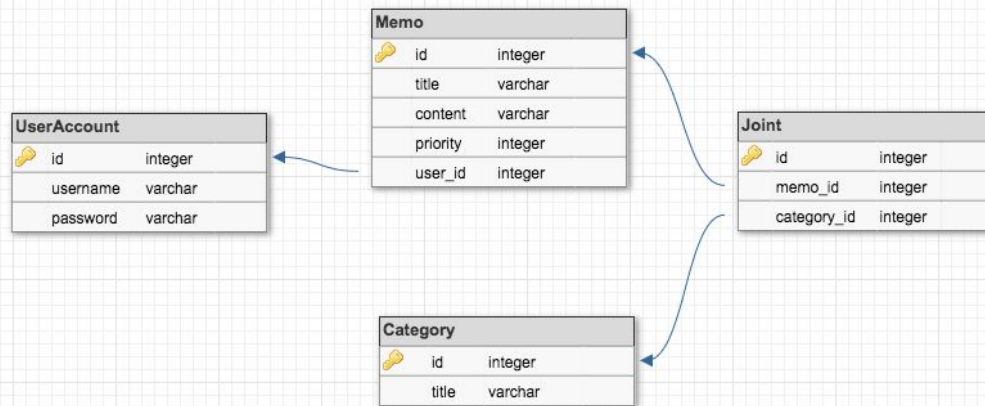 UserAccount
id integer
username varchar
password varchar
Memo
id integer
title varchar
content varchar
priority integer
user_id integer
Joint
id integer
memo_id integer
category_id integer
Category
id integer
title varchar